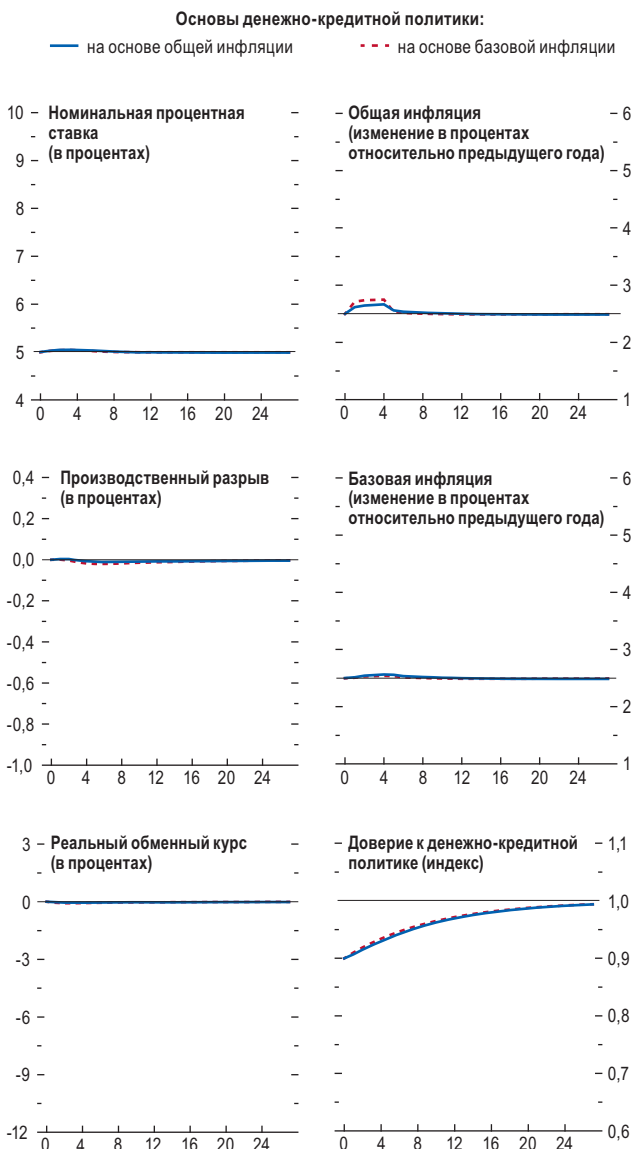 Основы денежно-кредитной политики:
на основе общей инфляции
на основе базовой инфляции
Номинальная процентная
ставка
(в процентах)
10
9
8
7
6
5
4
0 4 8 12 16 20 24
Общая инфляция
(изменение в процентах
относительно предыдущего года)
6
5
4
3
2
1
0 4 8 12 16 20 24
Производственный разрыв
(в процентах)
0,4
0,2
0,0
-0,2
-0,4
-0,6
-0,8
-1,0
0 4 8 12 16 20 24
Базовая инфляция
(изменение в процентах
относительно предыдущего года)
6
5
4
3
2
1
0 4 8 12 16 20 24
Реальный обменный курс
(в процентах)
3
0
-3
-6
-9
-12
0 4 8 12 16 20 24
Доверие к денежно-кредитной
политике (индекс)
1,1
1,0
0,9
0,8
0,7
0,6
0 4 8 12 16 20 24